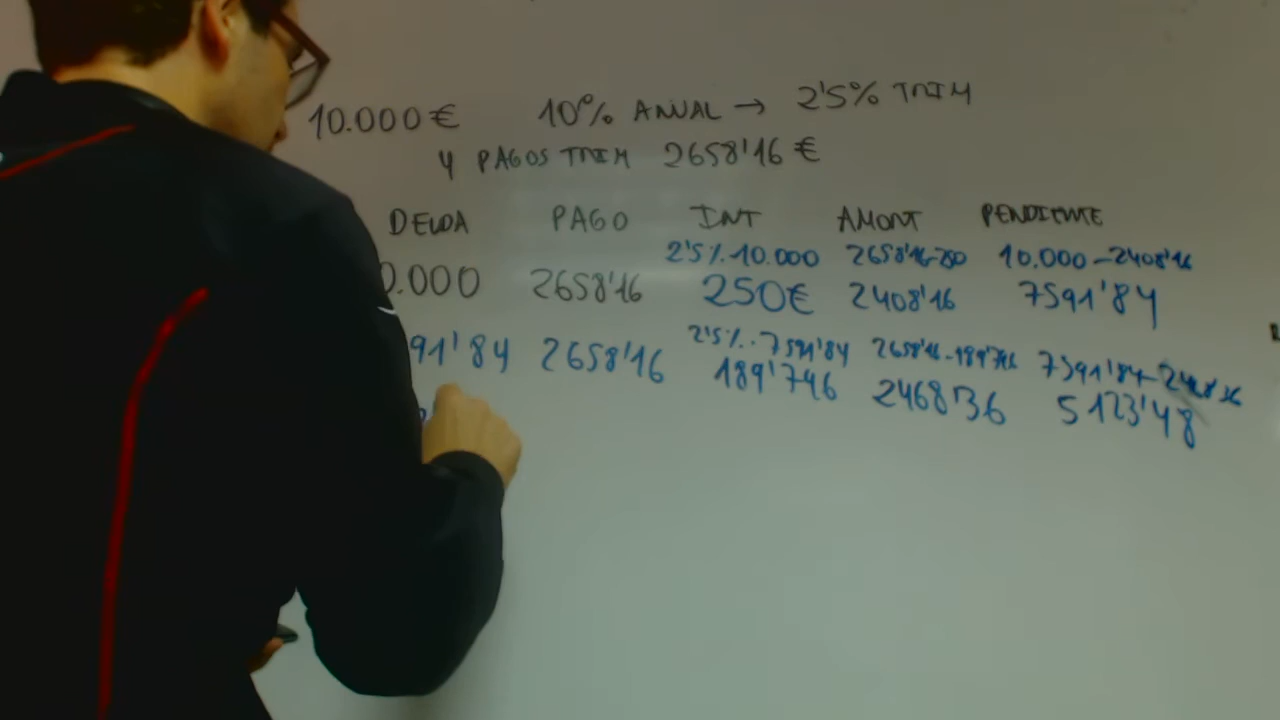 10.000 € 10% ANUAL → 2'5% TRIM
4 PAGOS TRIM 2658'16 €
DEUDA PAGO INT AMORT PENDIENTE
2'5%.10.000 2658'16-250 10.000-2408'16
0.000 2658'16 250€ 2408'16 7591'84
2'5%.7591'84 2658'16-189'796 7591'84-2468'36
91'84 2658'16 189'796 2468'36 5123'48